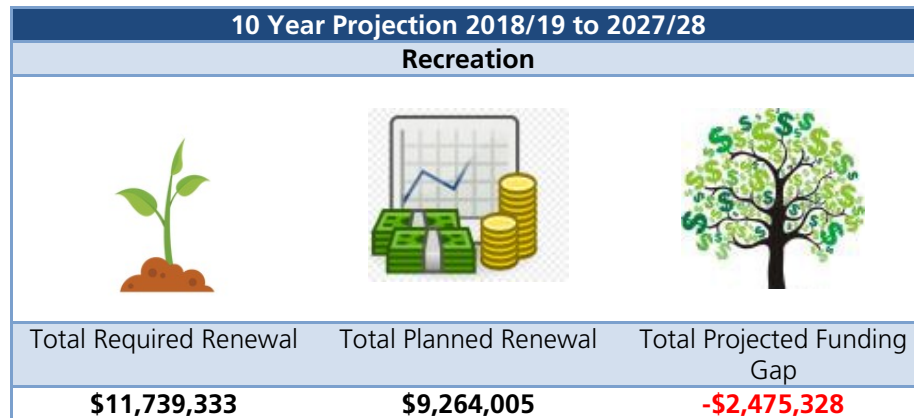 10 Year Projection 2018/19 to 2027/28
Recreation
Total Required Renewal
Total Planned Renewal
Total Projected Funding
Gap
$11,739,333
$9,264,005
-$2,475,328